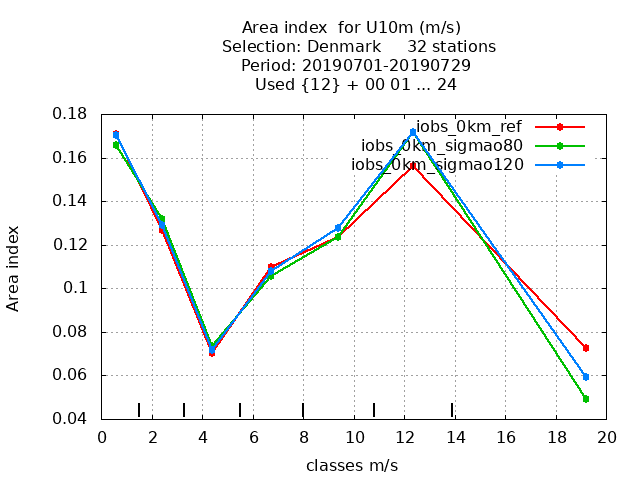 Area index  for U10m (m/s)
Selection: Denmark     32 stations
Period: 20190701-20190729
Used {12} + 00 01 ... 24
iobs_0km_ref
iobs_0km_sigmao80
iobs_0km_sigmao120
0.18
0.16
0.14
0.12
0.1
0.08
0.06
0.04
Area index
0 2 4 6 8 10 12 14 16 18 20
classes m/s